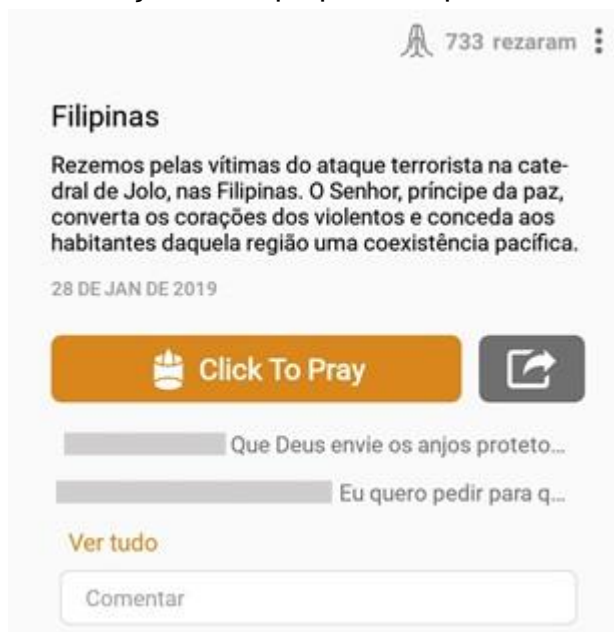 733 rezaram
Filipinas
Rezemos pelas vítimas do ataque terrorista na cate-
dral de Jolo, nas Filipinas. O Senhor, príncipe da paz,
converta os corações dos violentos e conceda aos
habitantes daquela região uma coexistência pacífica.
28 DE JAN DE 2019
Click To Pray
Que Deus envie os anjos proteto...
Eu quero pedir para q...
Ver tudo
Comentar